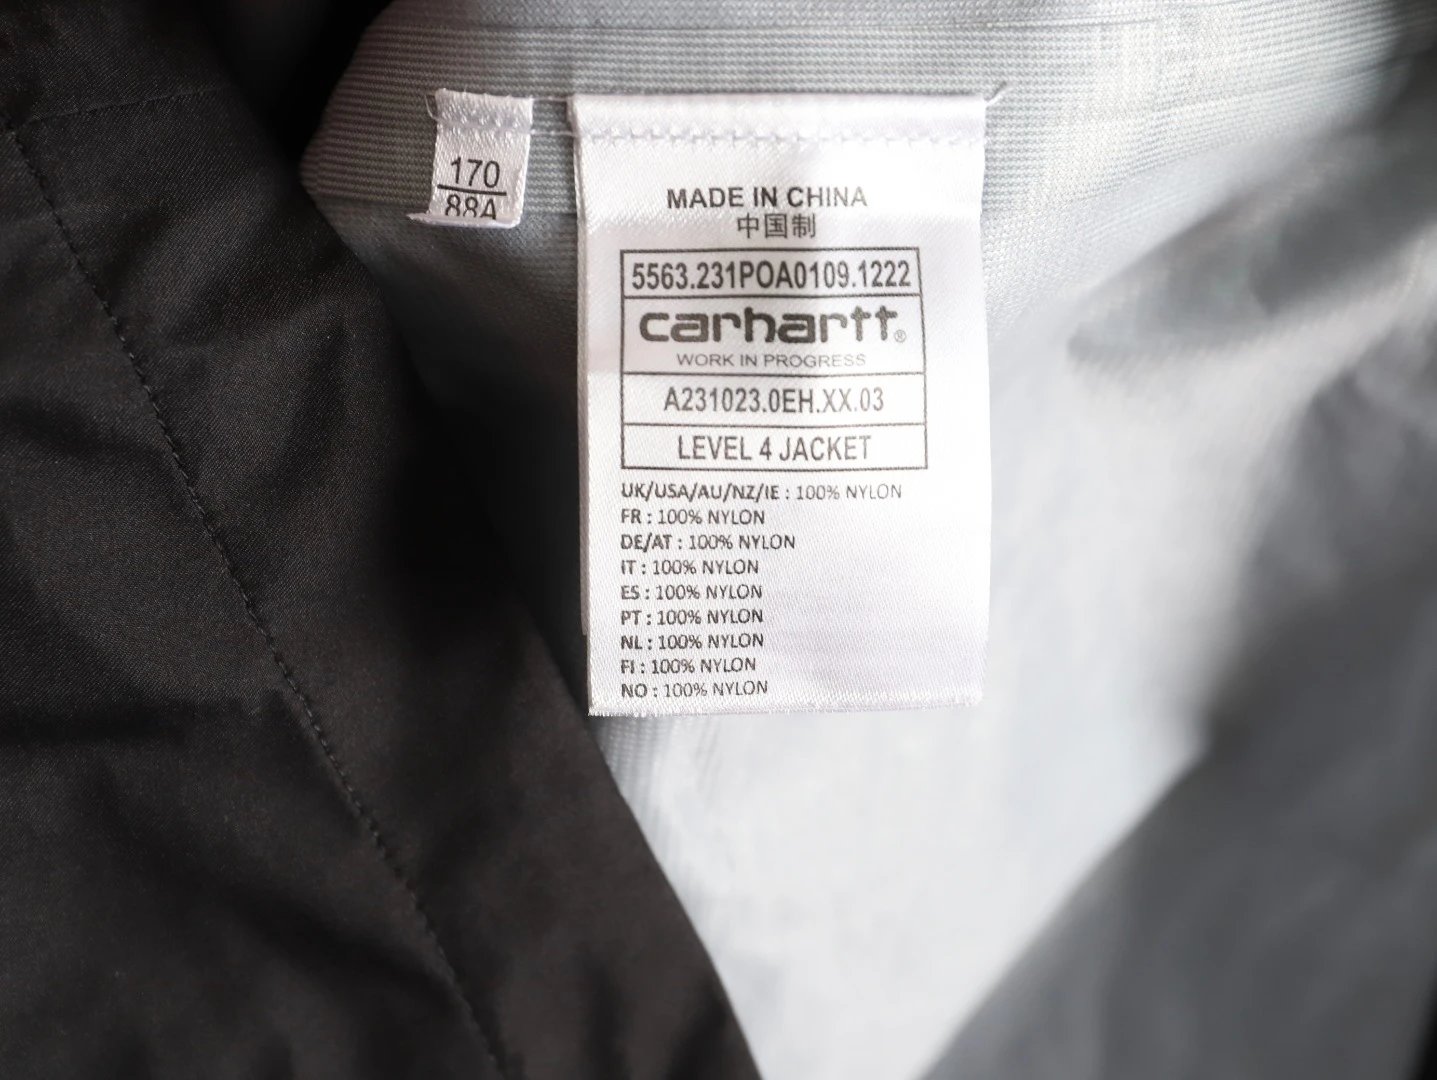 170
88A
MADE IN CHINA
中国制
5563.231POA0109.1222
carhartt®
WORK IN PROGRESS
A231023.0EH.XX.03
LEVEL 4 JACKET
UK/USA/AU/NZ/IE : 100% NYLON
FR : 100% NYLON
DE/AT : 100% NYLON
IT : 100% NYLON
ES : 100% NYLON
PT : 100% NYLON
NL : 100% NYLON
FI : 100% NYLON
NO : 100% NYLON